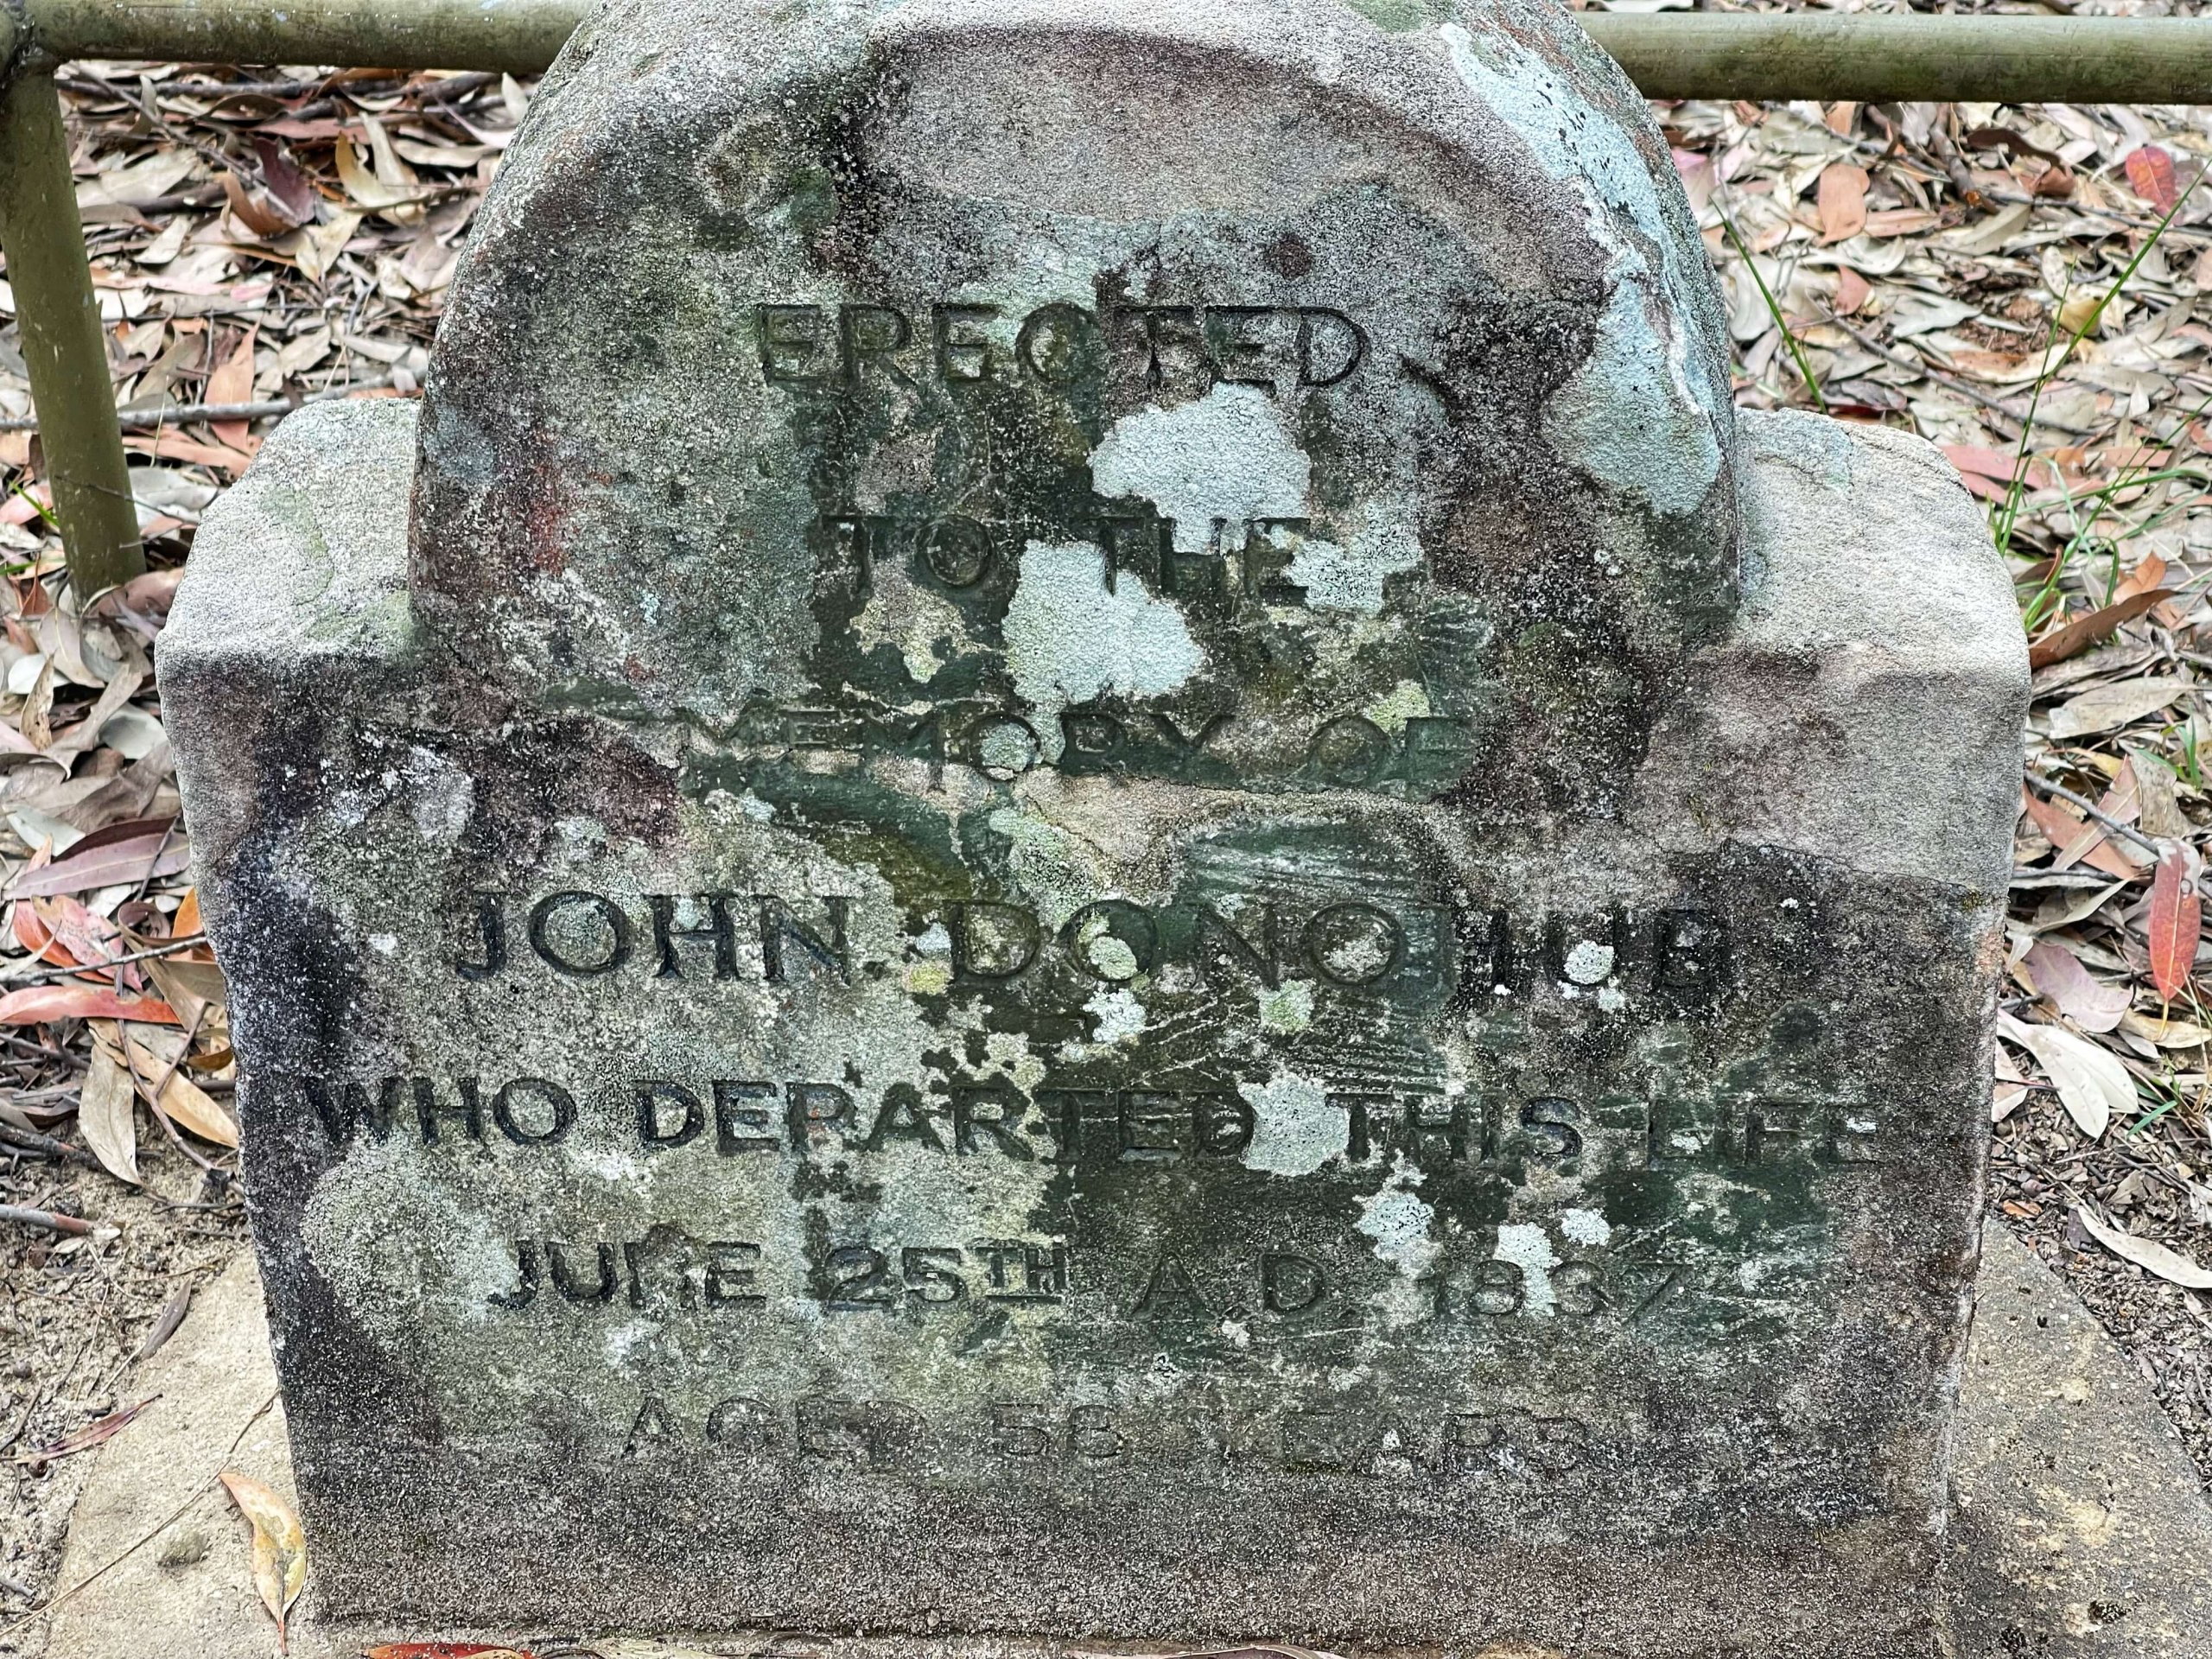 ERECTED
TO THE
MEMORY OF
JOHN DONOHUE
WHO DEPARTED THIS LIFE
JUNE 25TH A.D. 1837
AGED 58 YEARS